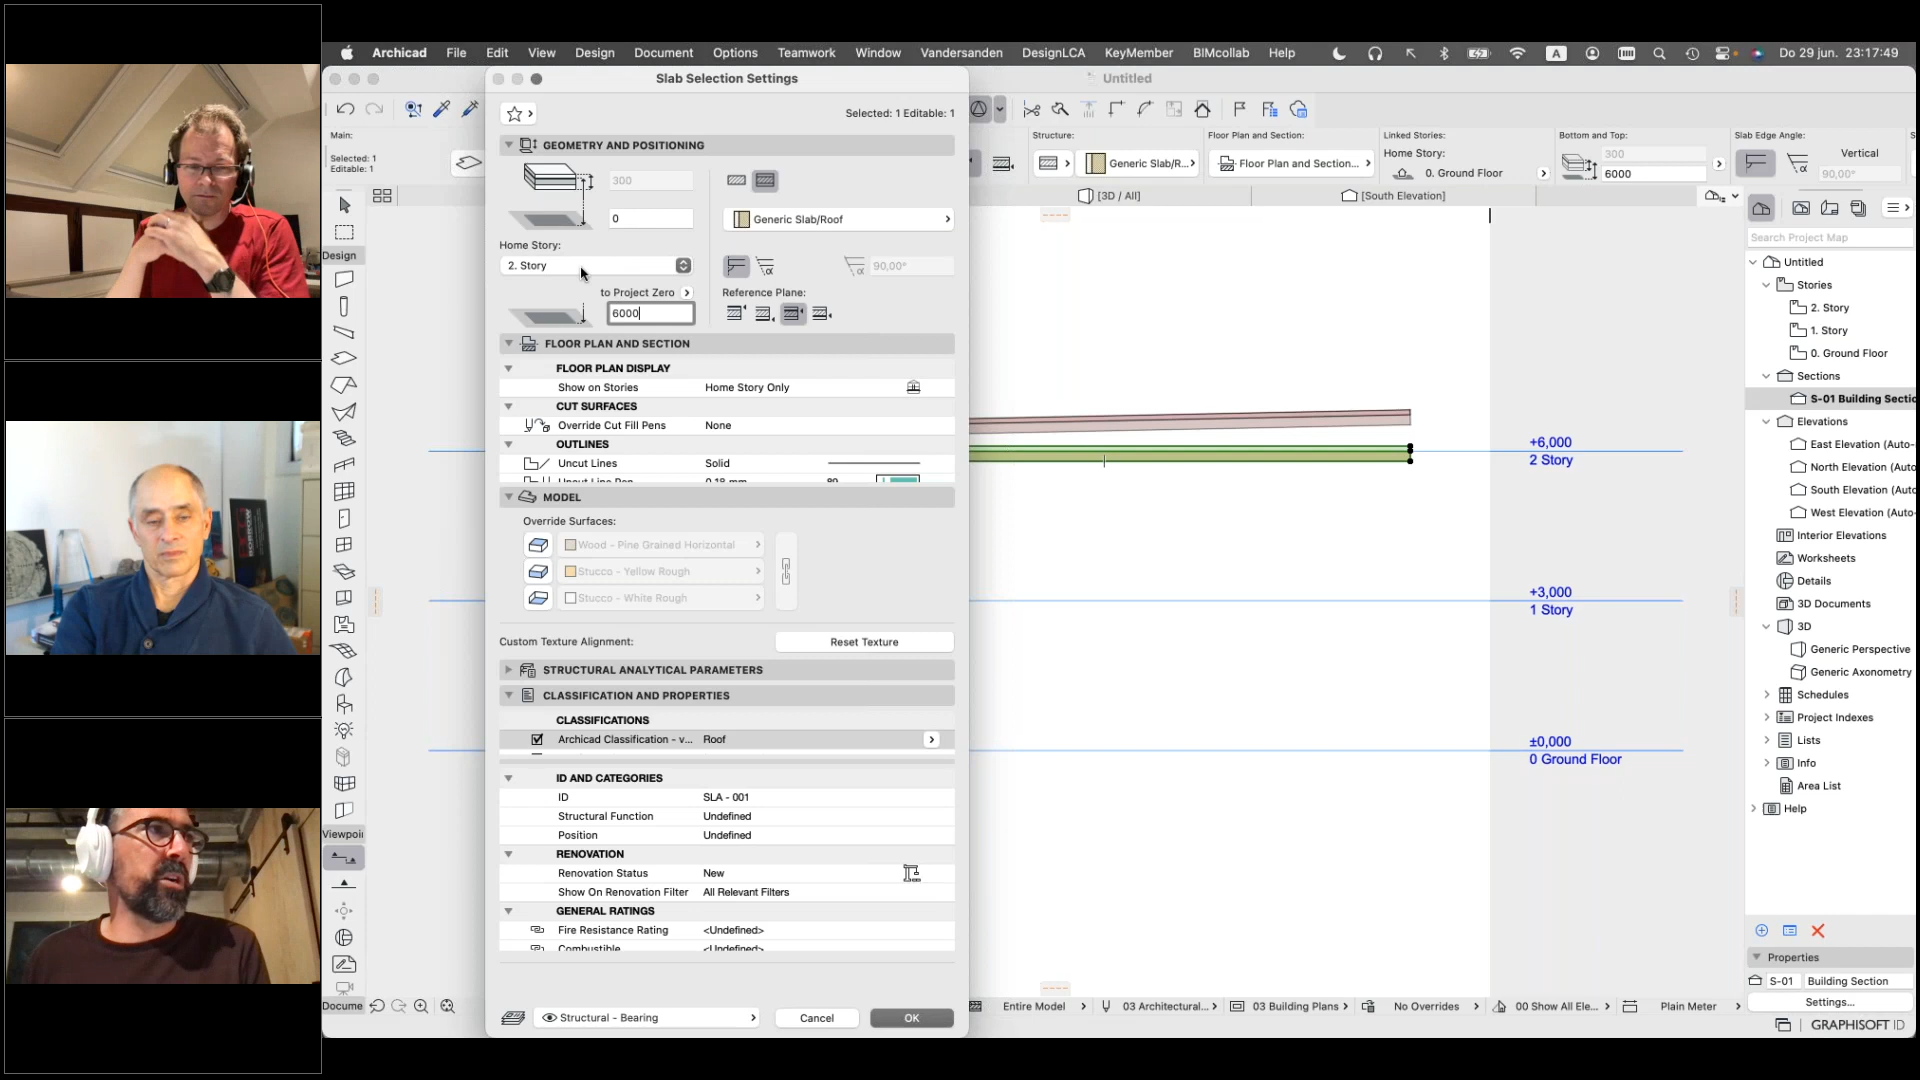 Archicad File Edit View Design Document Options Teamwork Window Vandersanden DesignLCA KeyMember BIMcollab Help A Do 29 jun. 23:17:49
Slab Selection Settings
Untitled
Selected: 1 Editable: 1
Main:
Selected: 1
Editable: 1
Structure:
Generic Slab/R...
Floor Plan and Section:
Floor Plan and Section...
Linked Stories:
Home Story:
0. Ground Floor
Bottom and Top:
300
6000
Slab Edge Angle:
Vertical
90,00°
[3D / All]
[South Elevation]
GEOMETRY AND POSITIONING
300
0
Generic Slab/Roof
Home Story:
2. Story
90,00°
to Project Zero
Reference Plane:
6000
FLOOR PLAN AND SECTION
FLOOR PLAN DISPLAY
Show on Stories Home Story Only
CUT SURFACES
Override Cut Fill Pens None
OUTLINES
Uncut Lines Solid
Uncut Line Pen 0.18 mm 89
MODEL
Override Surfaces:
Wood - Pine Grained Horizontal
Stucco - Yellow Rough
Stucco - White Rough
Custom Texture Alignment:
Reset Texture
STRUCTURAL ANALYTICAL PARAMETERS
CLASSIFICATION AND PROPERTIES
CLASSIFICATIONS
Archicad Classification - v... Roof
ID AND CATEGORIES
ID SLA - 001
Structural Function Undefined
Position Undefined
RENOVATION
Renovation Status New
Show On Renovation Filter All Relevant Filters
GENERAL RATINGS
Fire Resistance Rating <Undefined>
Combustible <Undefined>
Structural - Bearing
Cancel
OK
Design
Viewpoi
Docume
+6,000
2 Story
+3,000
1 Story
±0,000
0 Ground Floor
Search Project Map
Untitled
Stories
2. Story
1. Story
0. Ground Floor
Sections
S-01 Building Sectio
Elevations
East Elevation (Auto-
North Elevation (Auto
South Elevation (Auto
West Elevation (Auto-
Interior Elevations
Worksheets
Details
3D Documents
3D
Generic Perspective
Generic Axonometry
Schedules
Project Indexes
Lists
Info
Area List
Help
Properties
S-01 Building Section
Settings...
Entire Model
03 Architectural...
03 Building Plans
No Overrides
00 Show All Ele...
Plain Meter
GRAPHISOFT ID